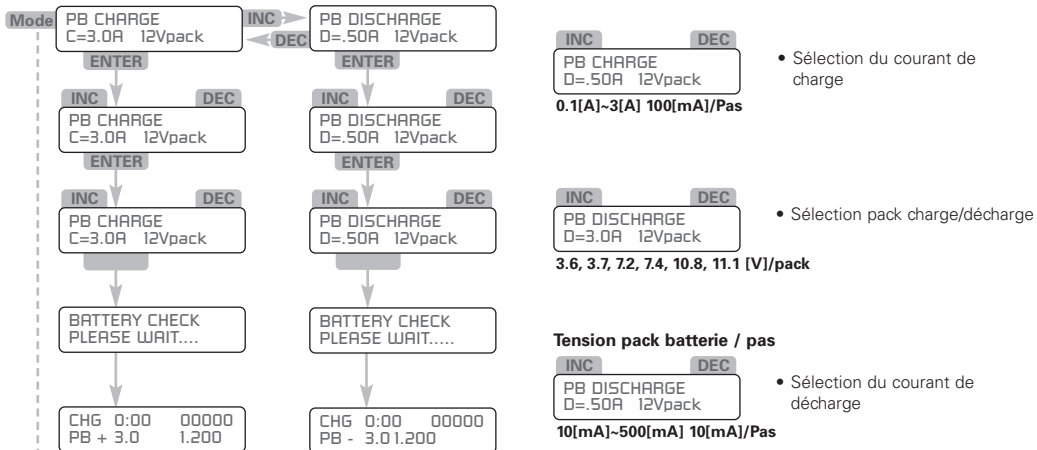 Mode
PB CHARGE
C=3.0A 12Vpack
INC
DEC
PB DISCHARGE
D=.50A 12Vpack
ENTER
ENTER
INC DEC
PB CHARGE
C=3.0A 12Vpack
INC DEC
PB DISCHARGE
D=.50A 12Vpack
ENTER
ENTER
INC DEC
PB CHARGE
C=3.0A 12Vpack
INC DEC
PB DISCHARGE
D=.50A 12Vpack
BATTERY CHECK
PLEASE WAIT....
BATTERY CHECK
PLEASE WAIT.....
CHG 0:00 00000
PB + 3.0 1.200
CHG 0:00 00000
PB - 3.01.200
INC DEC
PB CHARGE
D=.50A 12Vpack
0.1[A]~3[A] 100[mA]/Pas
• Sélection du courant de
charge
INC DEC
PB DISCHARGE
D=3.0A 12Vpack
3.6, 3.7, 7.2, 7.4, 10.8, 11.1 [V]/pack
• Sélection pack charge/décharge
Tension pack batterie / pas
INC DEC
PB DISCHARGE
D=.50A 12Vpack
10[mA]~500[mA] 10[mA]/Pas
• Sélection du courant de
décharge